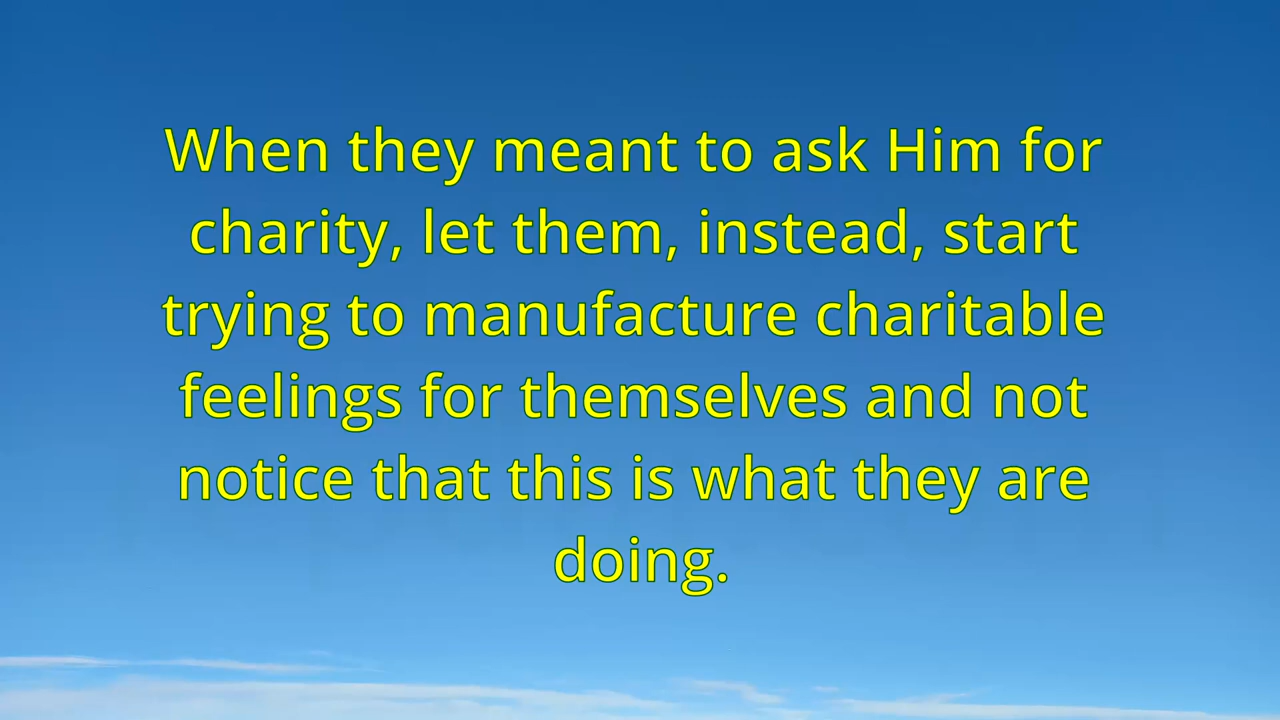 When they meant to ask Him for
charity, let them, instead, start
trying to manufacture charitable
feelings for themselves and not
notice that this is what they are
doing.